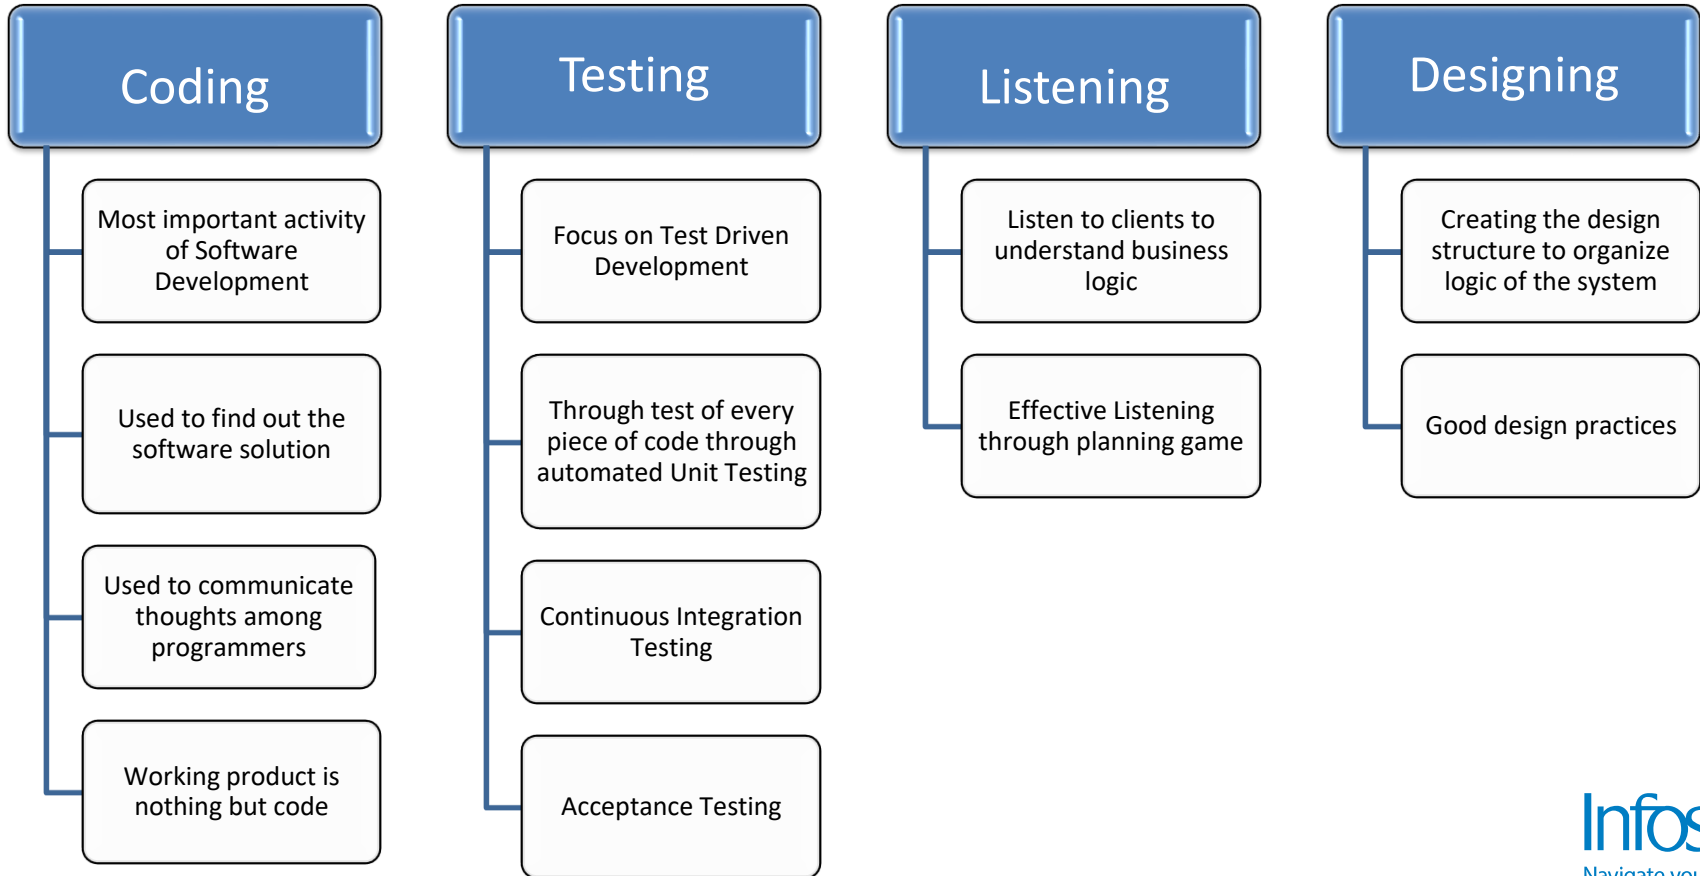 Coding
Most important activity
of Software
Development
Used to find out the
software solution
Used to communicate
thoughts among
programmers
Working product is
nothing but code
Testing
Focus on Test Driven
Development
Through test of every
piece of code through
automated Unit Testing
Continuous Integration
Testing
Acceptance Testing
Listening
Listen to clients to
understand business
logic
Effective Listening
through planning game
Designing
Creating the design
structure to organize
logic of the system
Good design practices
Infos
Navigate you